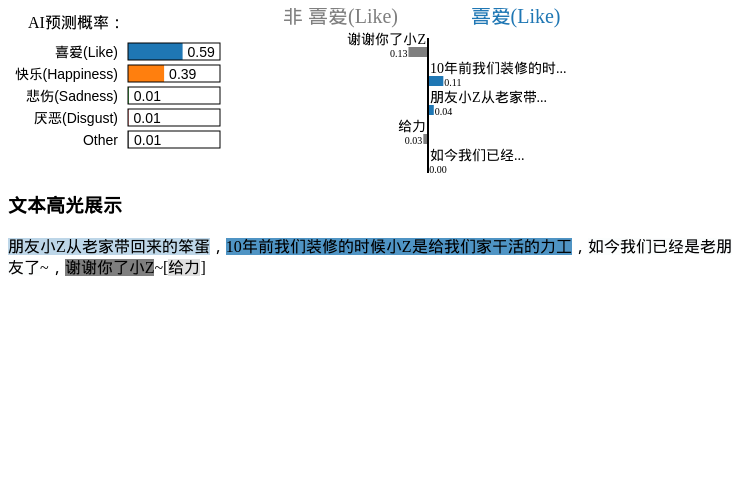 AI预测概率：
喜爱(Like) 0.59
快乐(Happiness) 0.39
悲伤(Sadness) 0.01
厌恶(Disgust) 0.01
Other 0.01
非 喜爱(Like) 喜爱(Like)
谢谢你了小Z
0.13
10年前我们装修的时...
0.11
朋友小Z从老家带...
0.04
给力
0.03
如今我们已经...
0.00
文本高光展示
朋友小Z从老家带回来的笨蛋，10年前我们装修的时候小Z是给我们家干活的力工，如今我们已经是老朋
友了~，谢谢你了小Z~[给力]